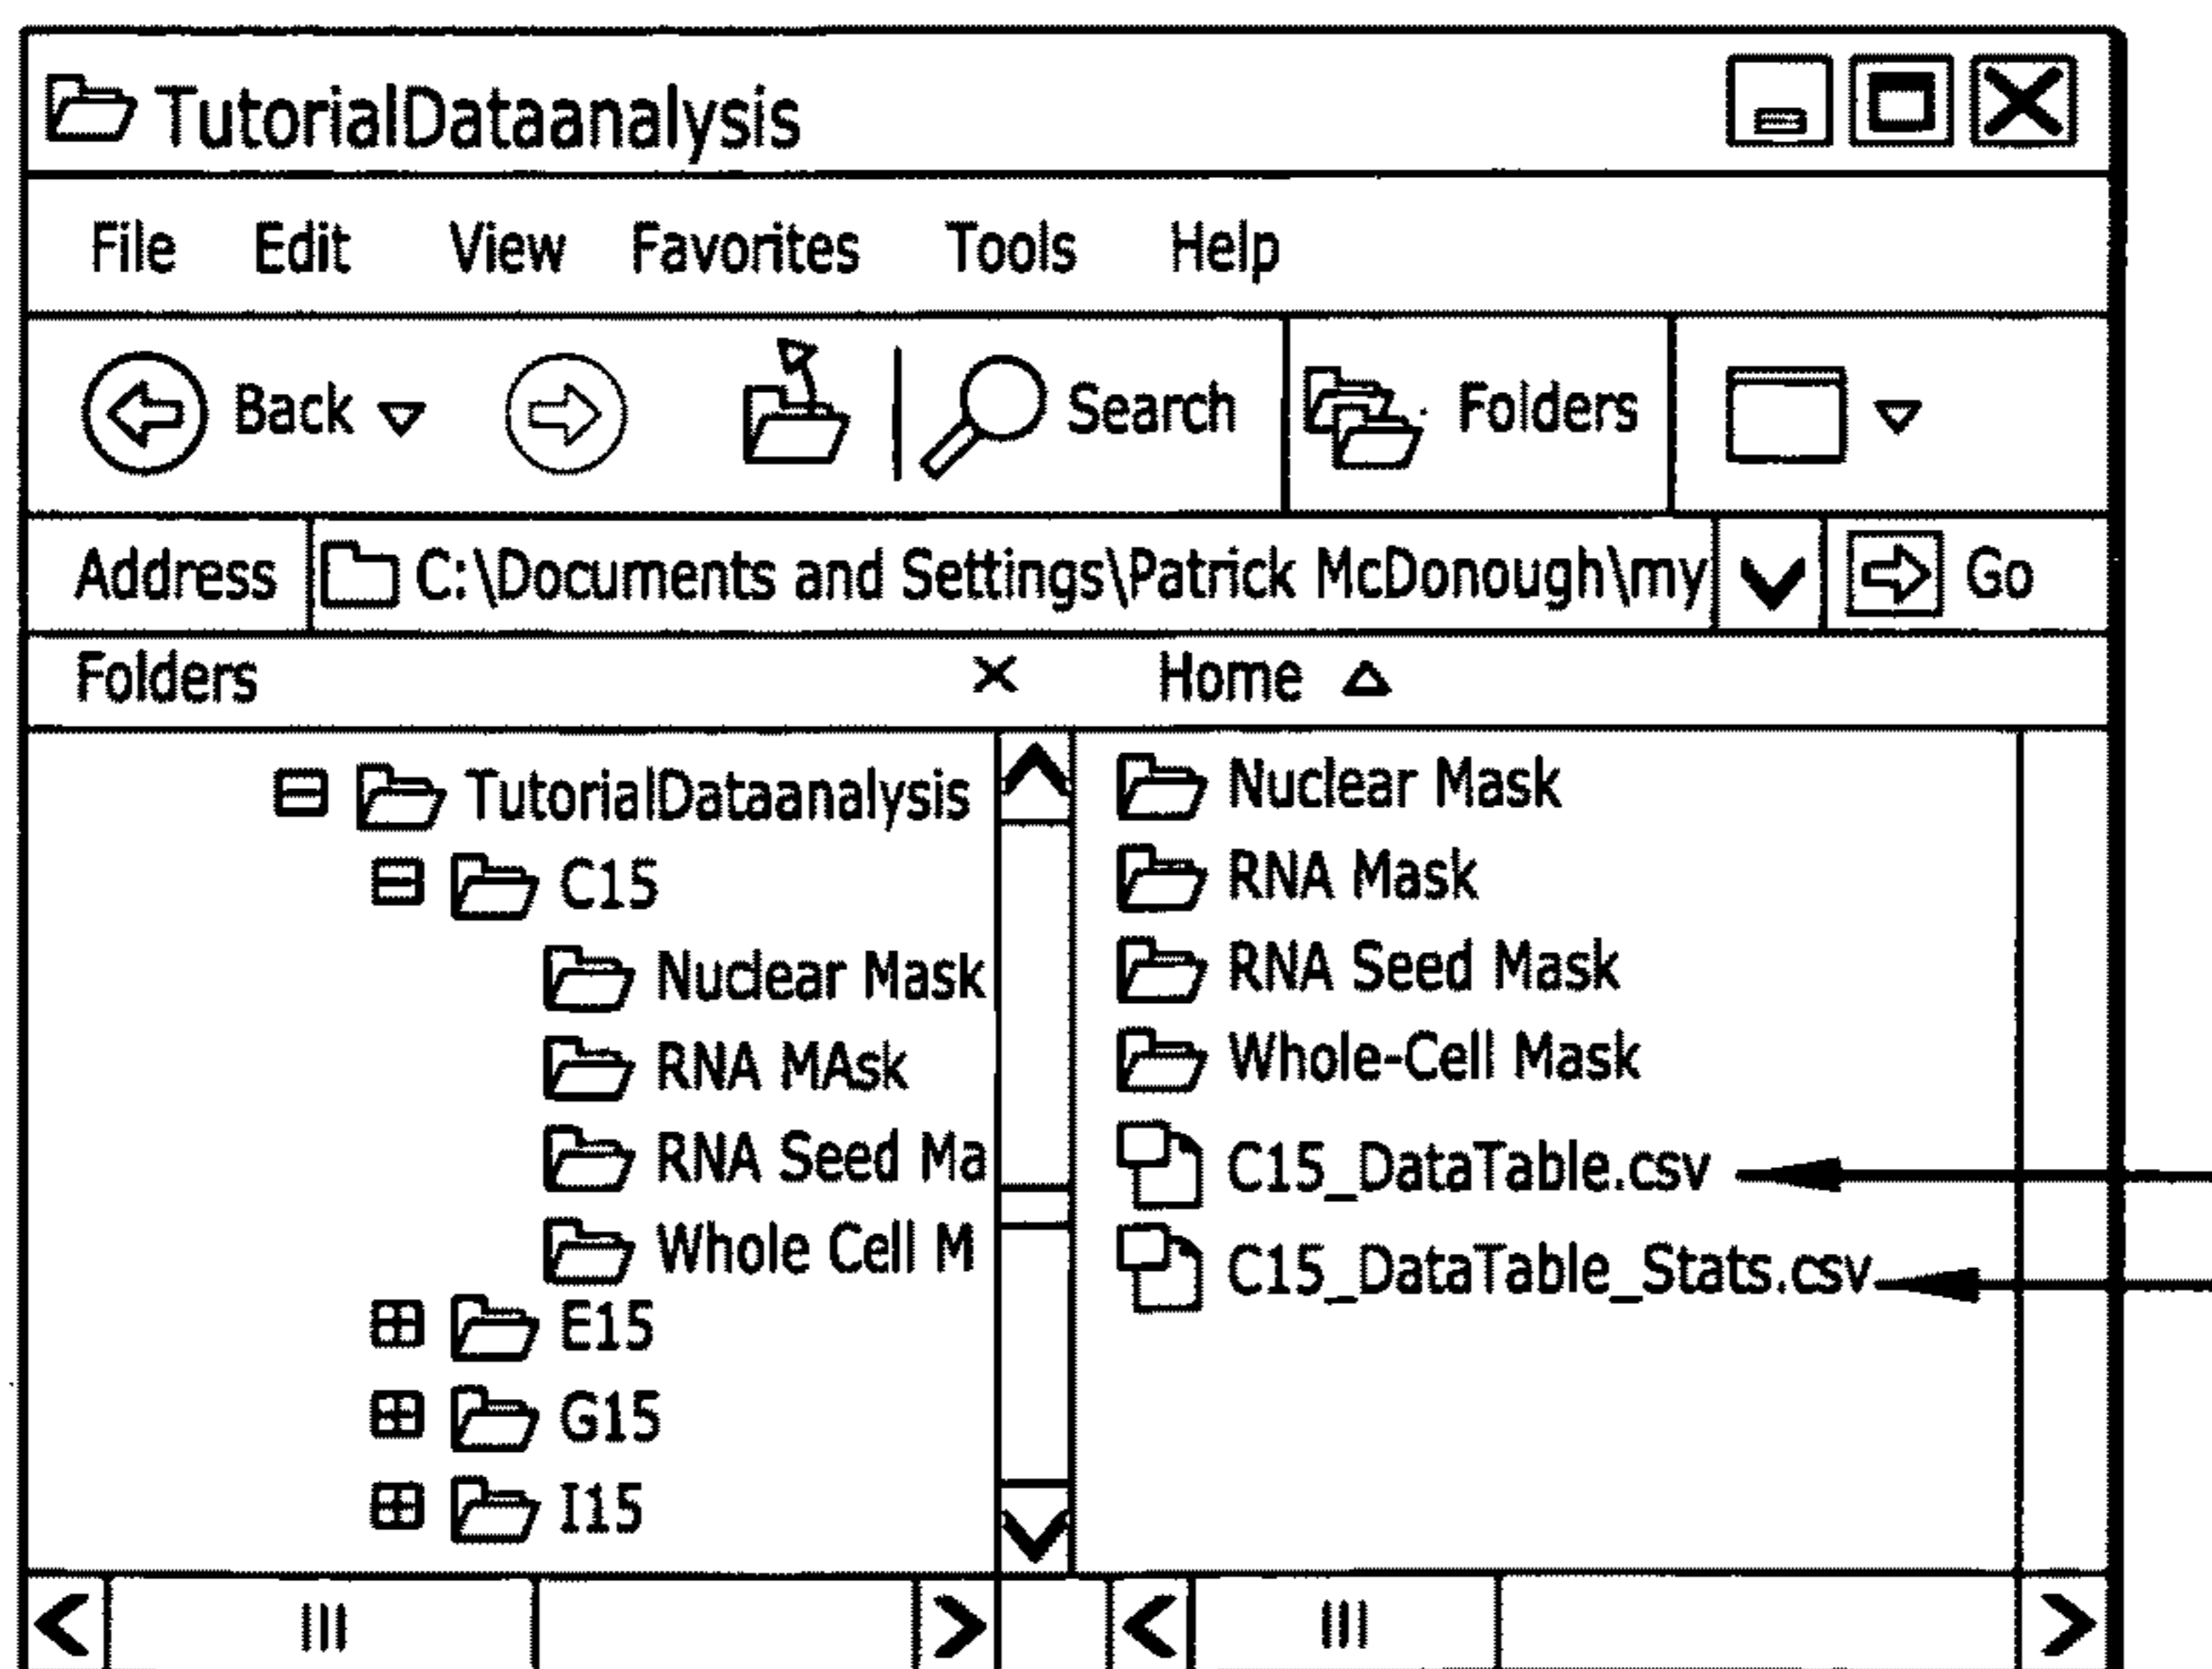 TutorialDataanalysis
File Edit View Favorites Tools Help
Back Search Folders
Address C:\Documents and Settings\Patrick McDonough\my Go
Folders Home
TutorialDataanalysis
C15
Nuclear Mask
RNA MAsk
RNA Seed Ma
Whole Cell M
E15
G15
I15
Nuclear Mask
RNA Mask
RNA Seed Mask
Whole-Cell Mask
C15_DataTable.csv
C15_DataTable_Stats.csv